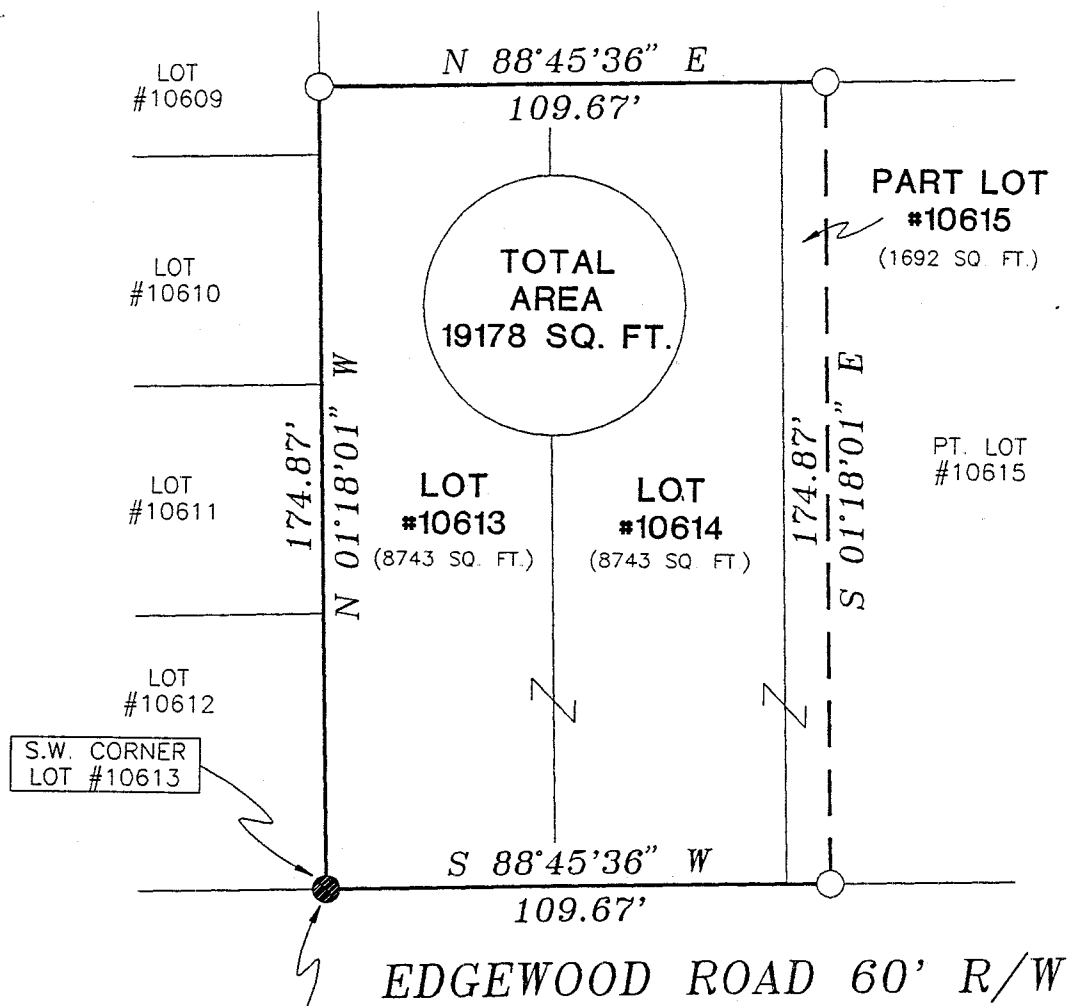 N 88°45'36" E
109.67'
LOT
#10609
PART LOT
#10615
(1692 SQ. FT.)
TOTAL
AREA
19178 SQ. FT.
LOT
#10610
174.87'
N 01°18'01" W
174.87'
S 01°18'01" E
PT. LOT
#10615
LOT
#10611
LOT
#10613
(8743 SQ. FT.)
LOT
#10614
(8743 SQ. FT.)
LOT
#10612
S.W. CORNER
LOT #10613
S 88°45'36" W
109.67'
EDGEWOOD ROAD 60' R/W